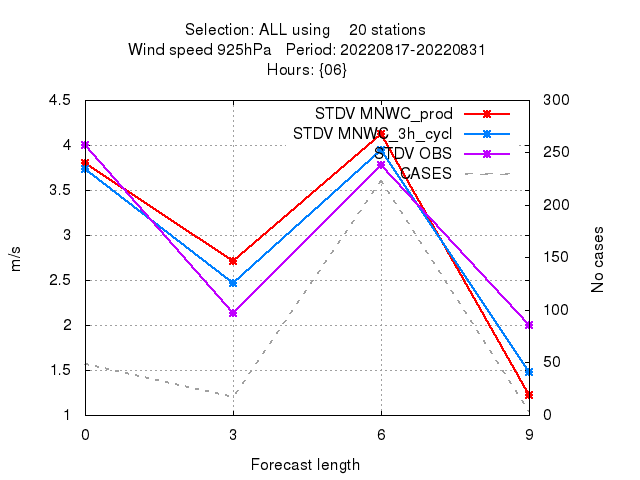 Selection: ALL using    20 stations
Wind speed 925hPa   Period: 20220817-20220831
Hours: {06}
STDV MNWC_prod
STDV MNWC_3h_cycl
STDV OBS
CASES
4.5
4
3.5
3
2.5
2
1.5
1
300
250
200
150
100
50
0
m/s
No cases
0 3 6 9
Forecast length